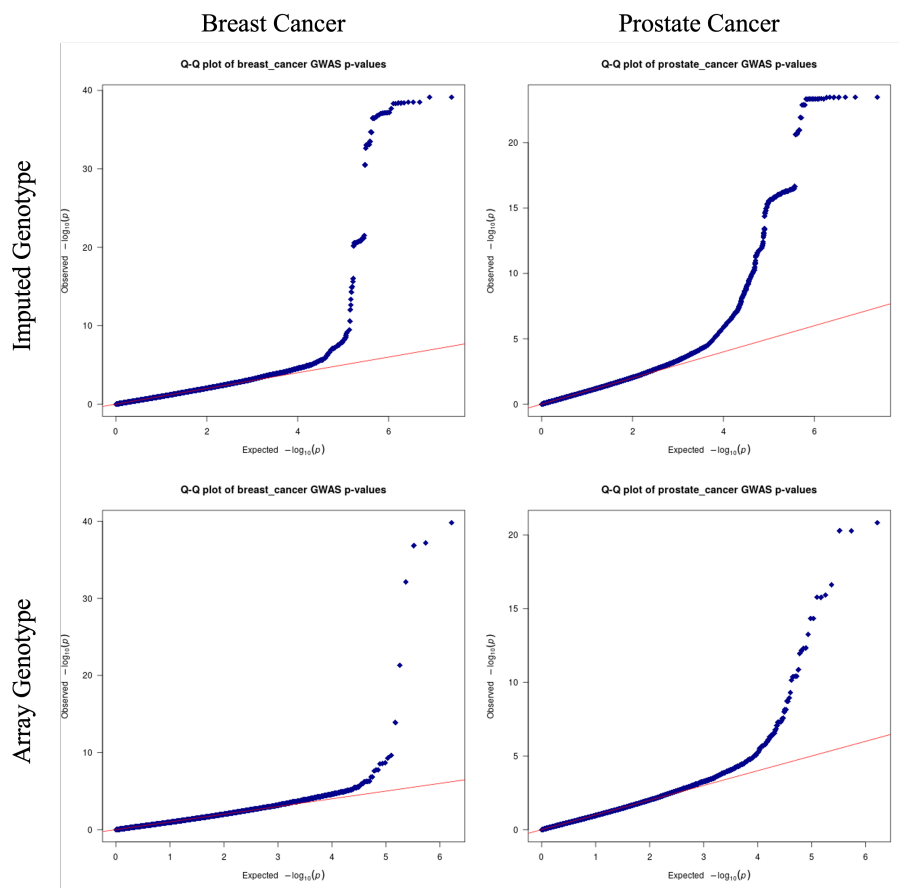 Breast Cancer
Prostate Cancer
Imputed Genotype
Q-Q plot of breast_cancer GWAS p-values
40
30
20
10
0
Observed −log10(p)
0 2 4 6
Expected −log10(p)
Q-Q plot of prostate_cancer GWAS p-values
20
15
10
5
0
Observed −log10(p)
0 2 4 6
Expected −log10(p)
Array Genotype
Q-Q plot of breast_cancer GWAS p-values
40
30
20
10
0
Observed −log10(p)
0 1 2 3 4 5 6
Expected −log10(p)
Q-Q plot of prostate_cancer GWAS p-values
20
15
10
5
0
Observed −log10(p)
0 1 2 3 4 5 6
Expected −log10(p)